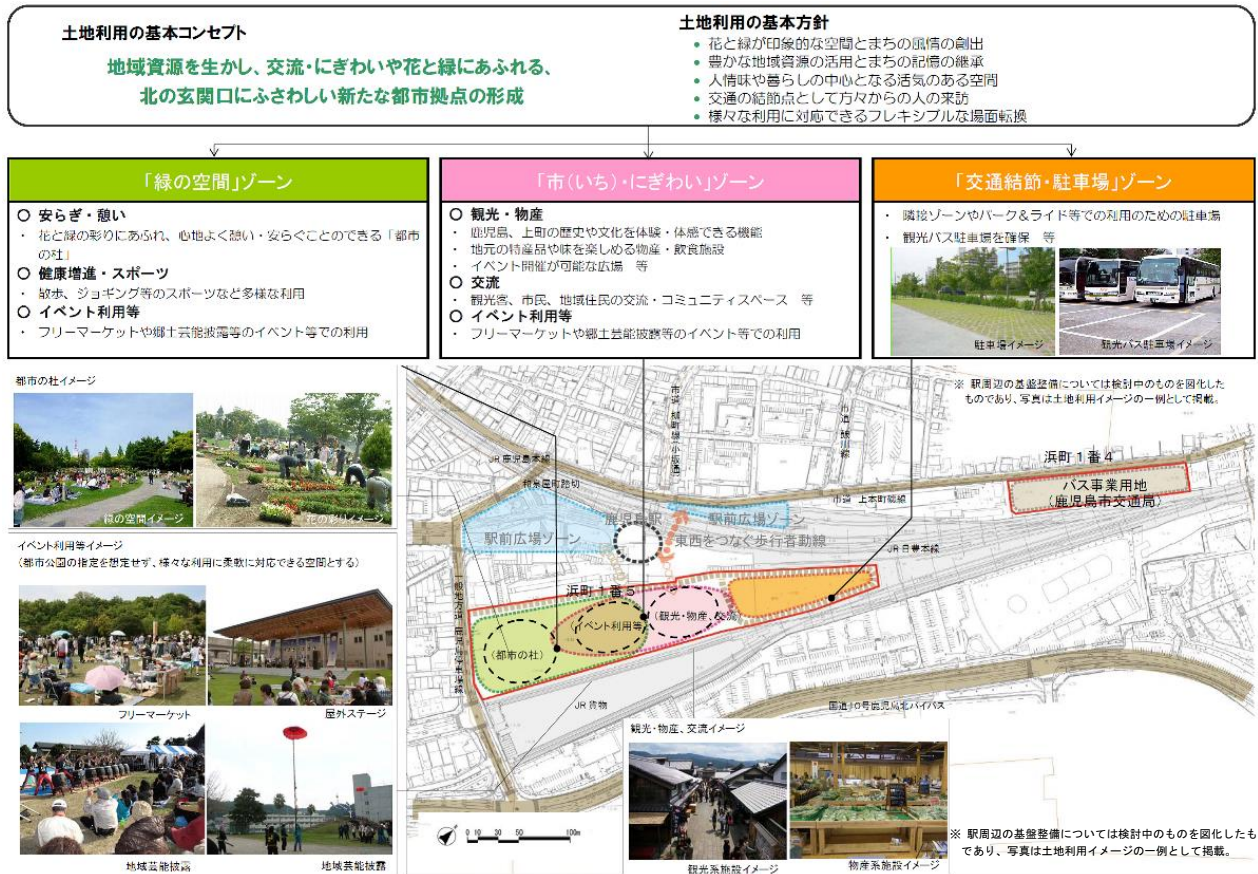 土地利用の基本コンセプト
地域資源を生かし、交流・にぎわいや花と緑にあふれる、
北の玄関口にふさわしい新たな都市拠点の形成
土地利用の基本方針
• 花と緑が印象的な空間とまちの風情の創出
• 豊かな地域資源の活用とまちの記憶の継承
• 人情味や暮らしの中心となる活気のある空間
• 交通の結節点として方々からの人の来訪
• 様々な利用に対応できるフレキシブルな場面転換
「緑の空間」ゾーン
○ 安らぎ・憩い
・ 花と緑の彩りにあふれ、心地よく憩い・安らぐことのできる「都市
の杜」
○ 健康増進・スポーツ
・ 散歩、ジョギング等のスポーツなど多様な利用
○ イベント利用等
・ フリーマーケットや郷土芸能披露等のイベント等での利用
「市(いち)・にぎわい」ゾーン
○ 観光・物産
・ 鹿児島、上町の歴史や文化を体験・体感できる機能
・ 地元の特産品や味を楽しめる物産・飲食施設
・ イベント開催が可能な広場 等
○ 交流
・ 観光客、市民、地域住民の交流・コミュニティスペース 等
○ イベント利用等
・ フリーマーケットや郷土芸能披露等のイベント等での利用
「交通結節・駐車場」ゾーン
・ 隣接ゾーンやパーク&ライド等での利用のための駐車場
・ 観光バス駐車場を確保 等
駐車場イメージ
観光バス駐車場イメージ
都市の杜イメージ
緑の空間イメージ
花の彩りイメージ
イベント利用等イメージ
(都市公園の指定を想定せず、様々な利用に柔軟に対応できる空間とする)
フリーマーケット
屋外ステージ
地域芸能披露
地域芸能披露
※ 駅周辺の基盤整備については検討中のものを図化した
ものであり、写真は土地利用イメージの一例として掲載。
JR鹿児島本線
浜町1番4
バス事業用地
(鹿児島市交通局)
市道 上本町磯線
駅前広場ゾーン
鹿児島駅
駅前広場ゾーン
東西をつなぐ歩行者動線
JR日豊本線
浜町1番5
(都市の杜)
イベント利用等
(観光・物産、交流
JR貨物
国道10号鹿児島北バイパス
0 10 30 50 100m
観光・物産、交流イメージ
観光系施設イメージ
物産系施設イメージ
※ 駅周辺の基盤整備については検討中のものを図化したも
であり、写真は土地利用イメージの一例として掲載。